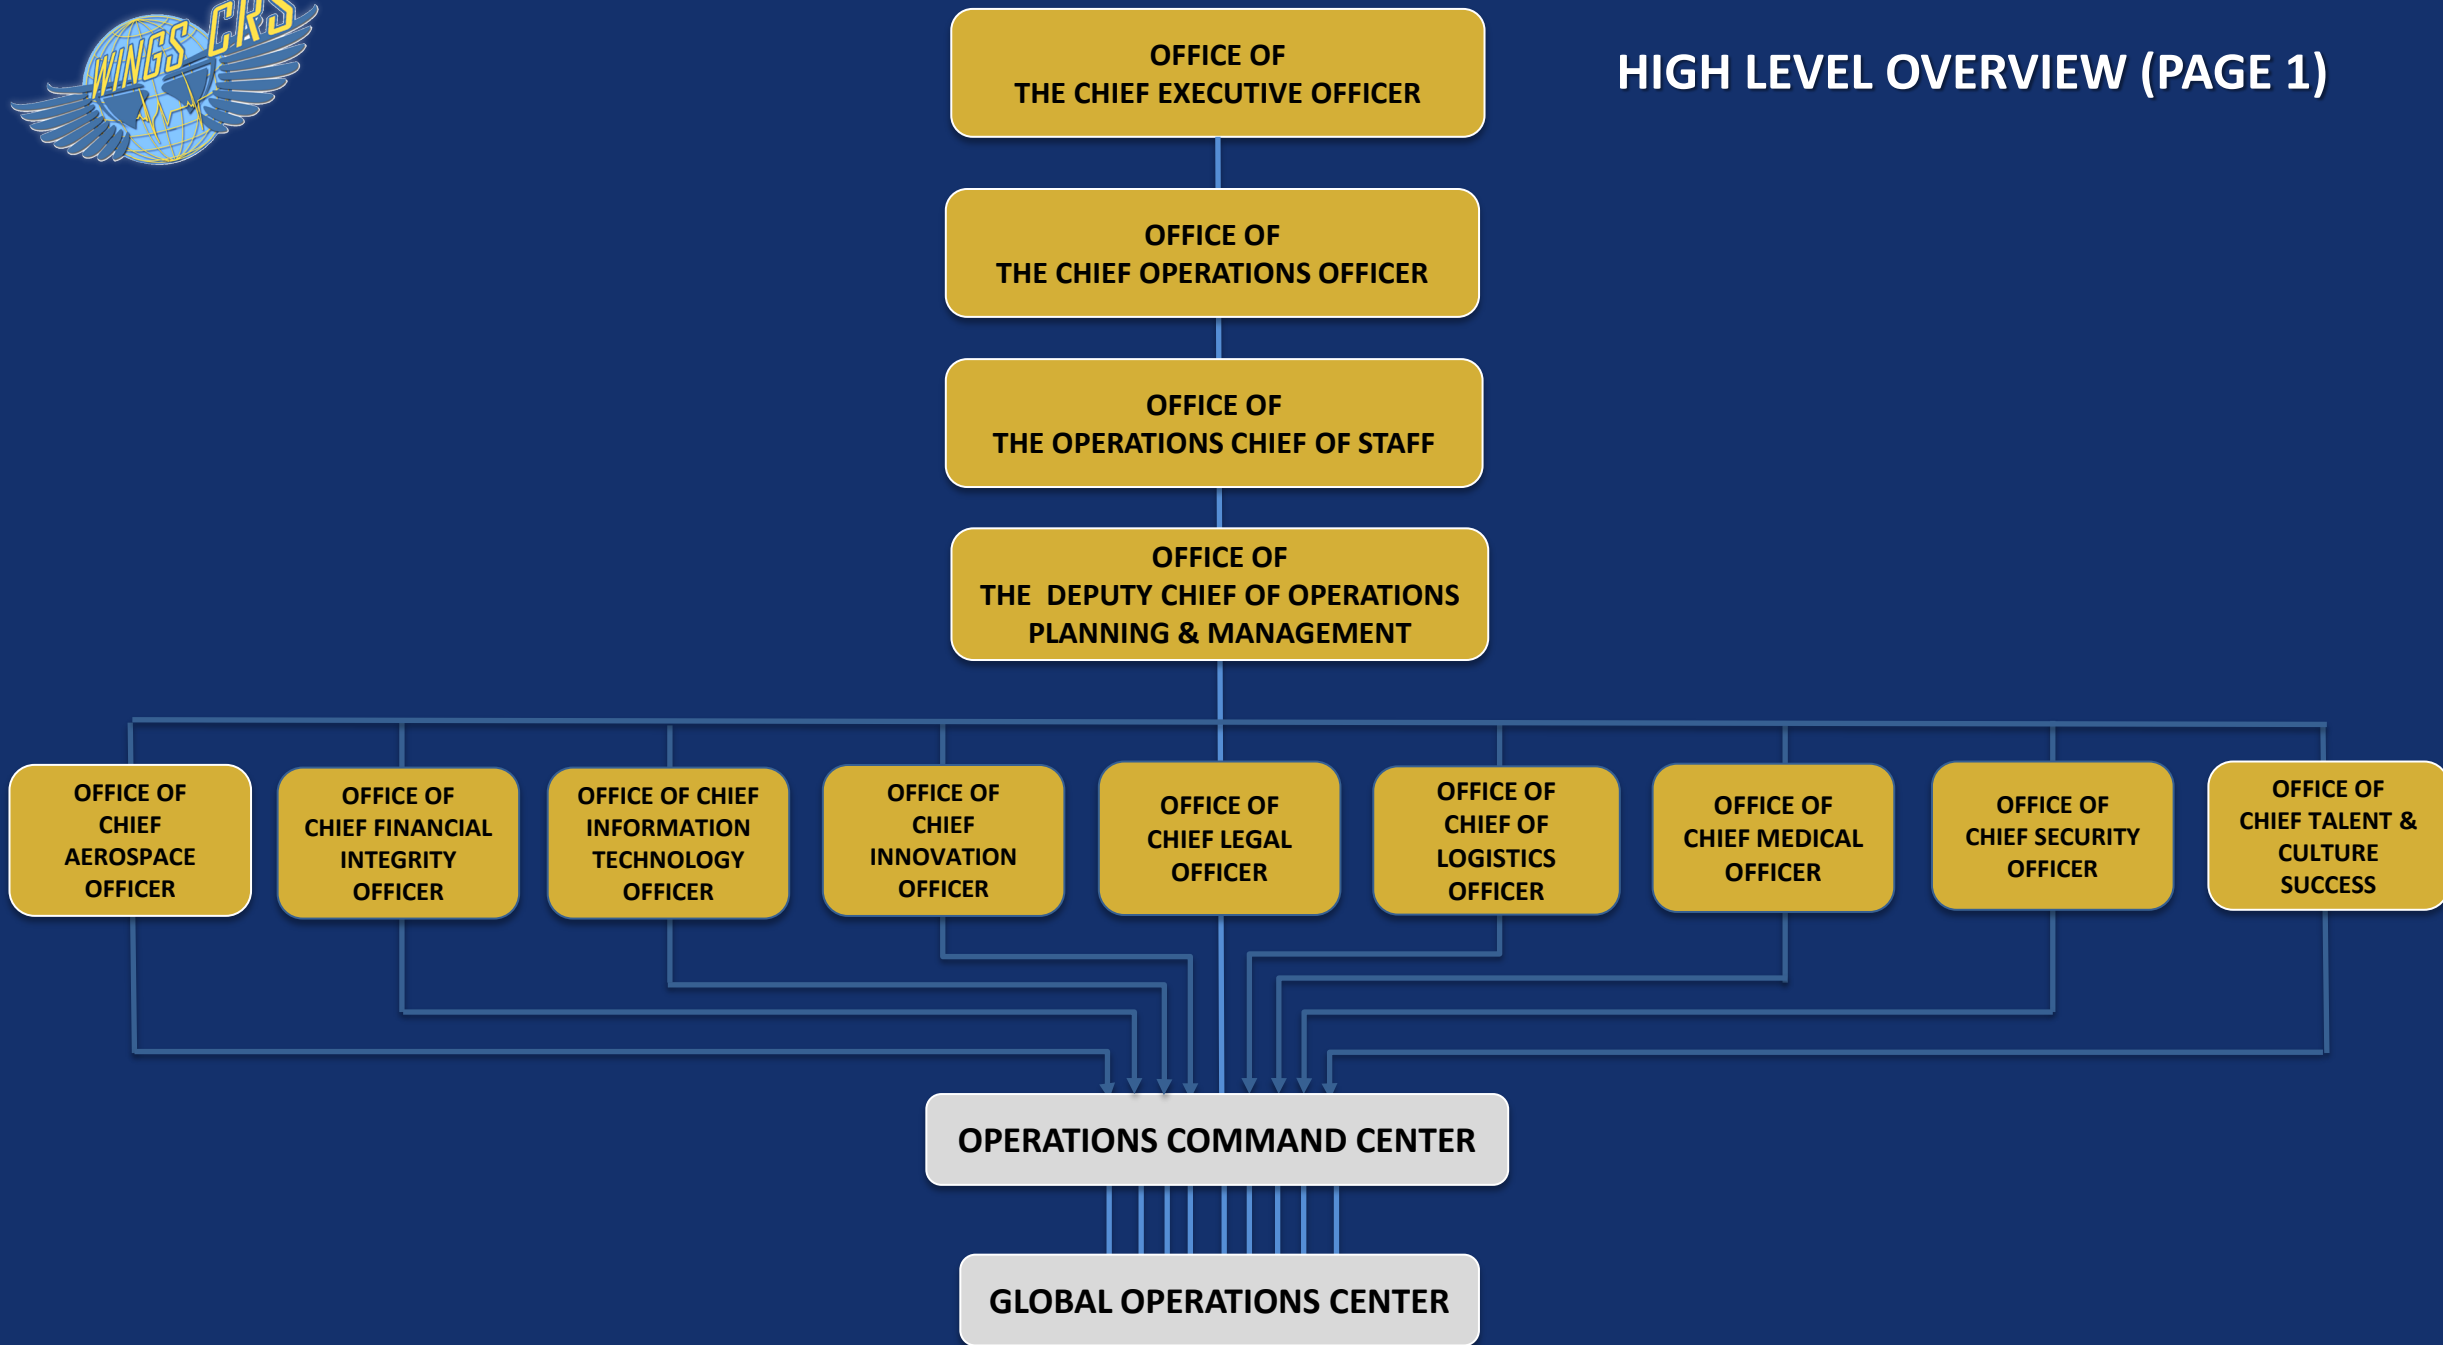 WINGS CRS
HIGH LEVEL OVERVIEW (PAGE 1)
OFFICE OF
THE CHIEF EXECUTIVE OFFICER
OFFICE OF
THE CHIEF OPERATIONS OFFICER
OFFICE OF
THE OPERATIONS CHIEF OF STAFF
OFFICE OF
THE DEPUTY CHIEF OF OPERATIONS
PLANNING & MANAGEMENT
OFFICE OF
CHIEF
AEROSPACE
OFFICER
OFFICE OF
CHIEF FINANCIAL
INTEGRITY
OFFICER
OFFICE OF CHIEF
INFORMATION
TECHNOLOGY
OFFICER
OFFICE OF
CHIEF
INNOVATION
OFFICER
OFFICE OF
CHIEF LEGAL
OFFICER
OFFICE OF
CHIEF OF
LOGISTICS
OFFICER
OFFICE OF
CHIEF MEDICAL
OFFICER
OFFICE OF
CHIEF SECURITY
OFFICER
OFFICE OF
CHIEF TALENT &
CULTURE
SUCCESS
OPERATIONS COMMAND CENTER
GLOBAL OPERATIONS CENTER